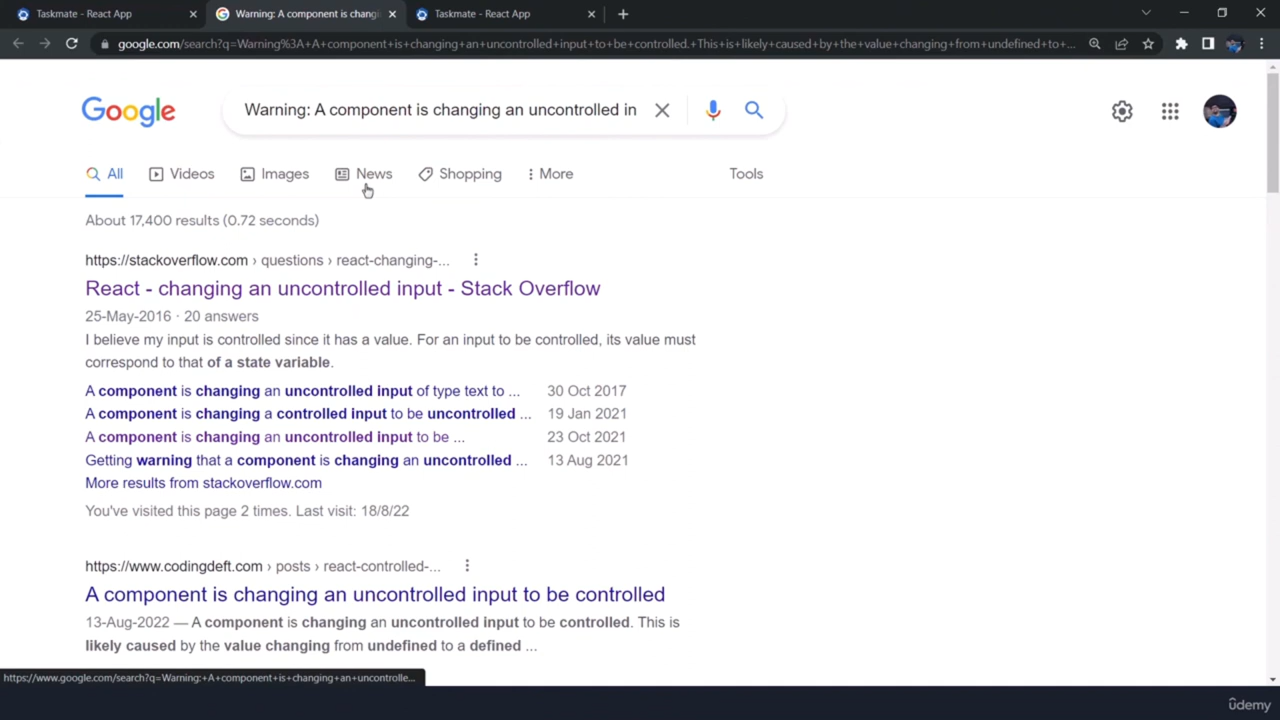 Taskmate - React App
Warning: A component is changi
Taskmate - React App
google.com/search?q=Warning%3A+A+component+is+changing+an+uncontrolled+input+to+be+controlled.+This+is+likely+caused+by+the+value+changing+from+undefined+to+...
Google
Warning: A component is changing an uncontrolled in
All
Videos
Images
News
Shopping
More
Tools
About 17,400 results (0.72 seconds)
https://stackoverflow.com › questions › react-changing-...
React - changing an uncontrolled input - Stack Overflow
25-May-2016 · 20 answers
I believe my input is controlled since it has a value. For an input to be controlled, its value must
correspond to that of a state variable.
A component is changing an uncontrolled input of type text to ... 30 Oct 2017
A component is changing a controlled input to be uncontrolled ... 19 Jan 2021
A component is changing an uncontrolled input to be ... 23 Oct 2021
Getting warning that a component is changing an uncontrolled ... 13 Aug 2021
More results from stackoverflow.com
You've visited this page 2 times. Last visit: 18/8/22
https://www.codingdeft.com › posts › react-controlled-...
A component is changing an uncontrolled input to be controlled
13-Aug-2022 — A component is changing an uncontrolled input to be controlled. This is
likely caused by the value changing from undefined to a defined ...
https://www.google.com/search?q=Warning:+A+component+is+changing+an+uncontrolle...
ûdemy